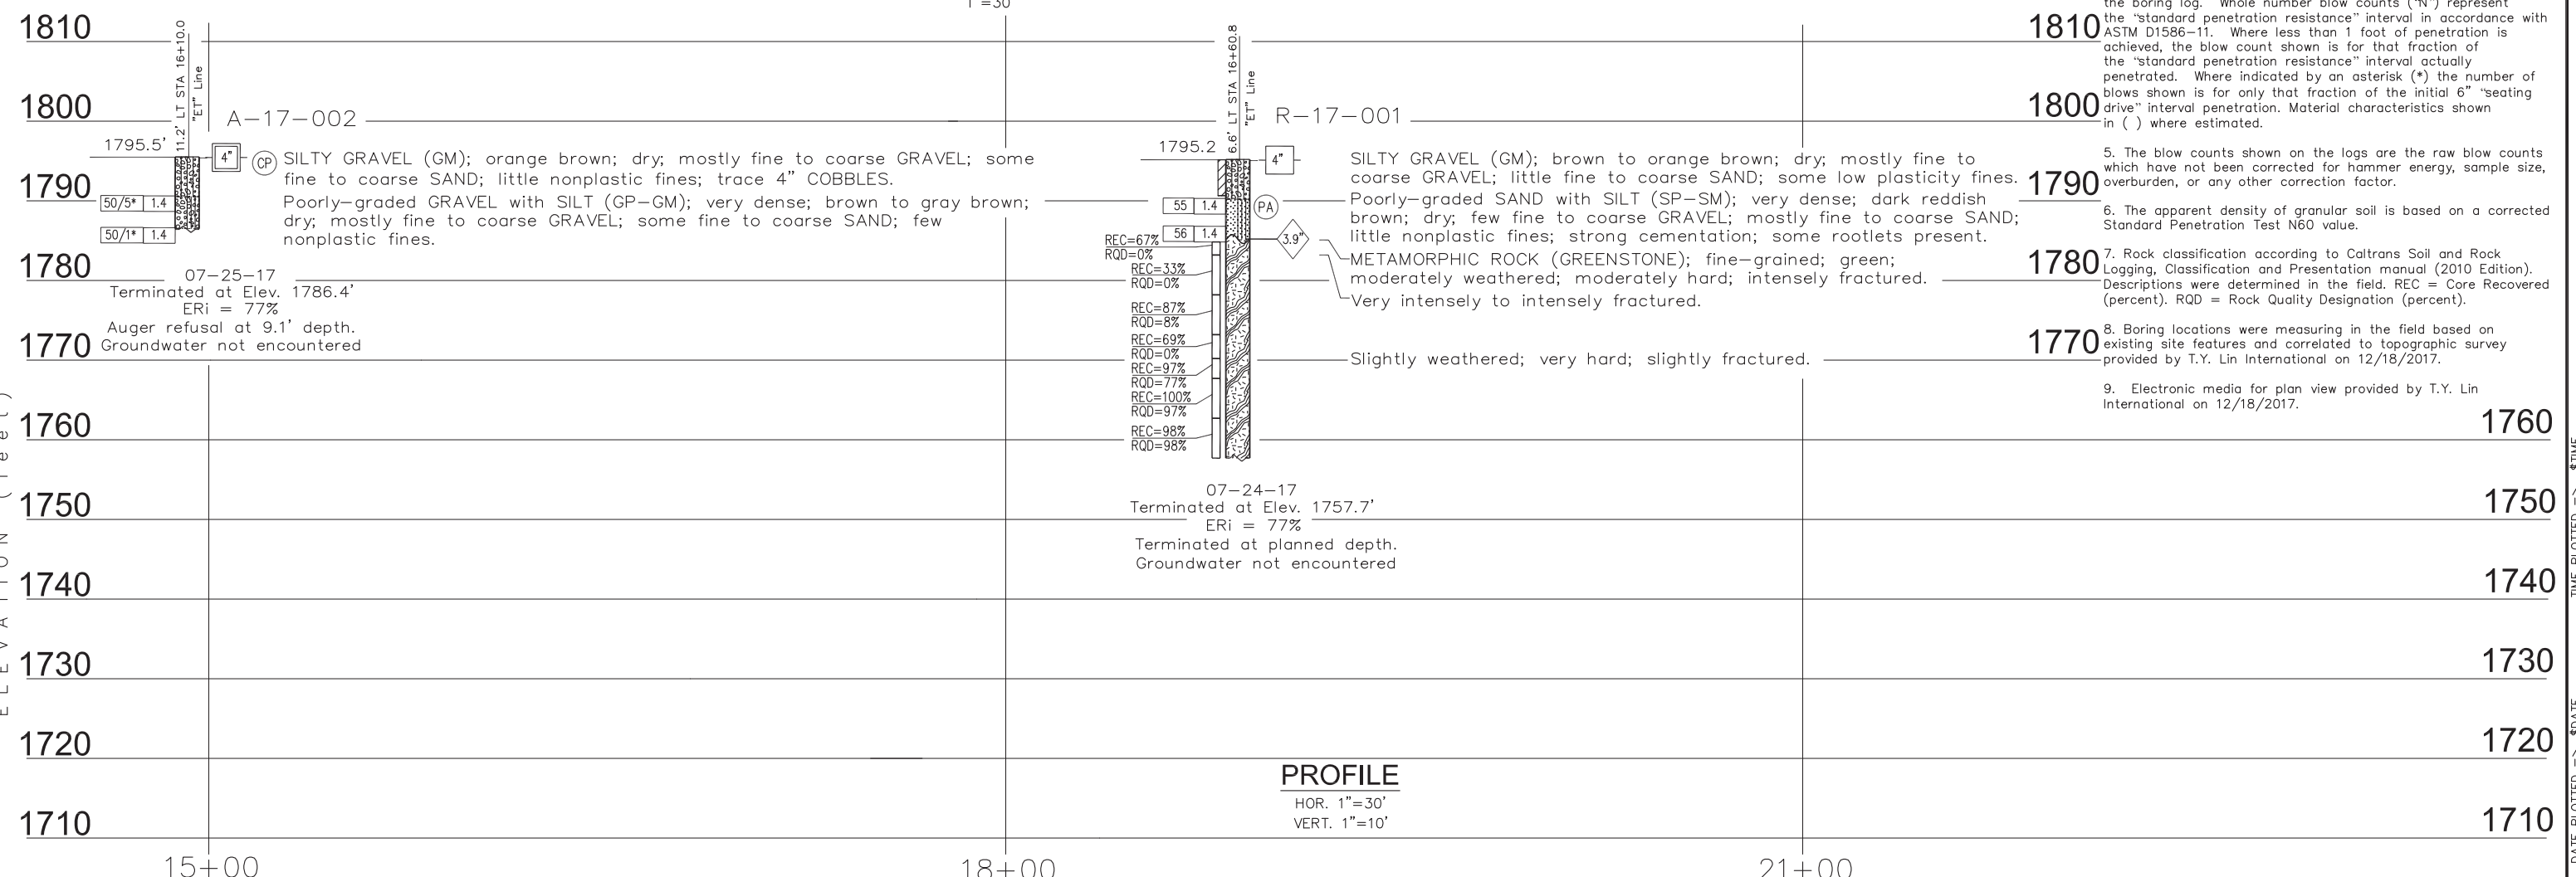 1"=30'
1810
1800
1790
1780
1770
1760
1750
1740
1730
1720
1710
ELEVATION (feet)
11.2' LT STA 16+10.0
"ET" Line
A-17-002
1795.5'
4"
CP
SILTY GRAVEL (GM); orange brown; dry; mostly fine to coarse GRAVEL; some
fine to coarse SAND; little nonplastic fines; trace 4" COBBLES.
Poorly-graded GRAVEL with SILT (GP-GM); very dense; brown to gray brown;
dry; mostly fine to coarse GRAVEL; some fine to coarse SAND; few
nonplastic fines.
50/5* 1.4
50/1* 1.4
07-25-17
Terminated at Elev. 1786.4'
ERi = 77%
Auger refusal at 9.1' depth.
Groundwater not encountered
6.6' LT STA 16+60.8
"ET" Line
R-17-001
1795.2
4"
SILTY GRAVEL (GM); brown to orange brown; dry; mostly fine to
coarse GRAVEL; little fine to coarse SAND; some low plasticity fines.
55 1.4
PA
Poorly-graded SAND with SILT (SP-SM); very dense; dark reddish
brown; dry; few fine to coarse GRAVEL; mostly fine to coarse SAND;
little nonplastic fines; strong cementation; some rootlets present.
56 1.4
3.9"
METAMORPHIC ROCK (GREENSTONE); fine-grained; green;
moderately weathered; moderately hard; intensely fractured.
Very intensely to intensely fractured.
Slightly weathered; very hard; slightly fractured.
REC=67%
RQD=0%
REC=33%
RQD=0%
REC=87%
RQD=8%
REC=69%
RQD=0%
REC=97%
RQD=77%
REC=100%
RQD=97%
REC=98%
RQD=98%
07-24-17
Terminated at Elev. 1757.7'
ERi = 77%
Terminated at planned depth.
Groundwater not encountered
1810
1800
1790
1780
1770
1760
1750
1740
1730
1720
1710
the boring log. Whole number blow counts ("N") represent
the "standard penetration resistance" interval in accordance with
ASTM D1586-11. Where less than 1 foot of penetration is
achieved, the blow count shown is for that fraction of
the "standard penetration resistance" interval actually
penetrated. Where indicated by an asterisk (*) the number of
blows shown is for only that fraction of the initial 6" "seating
drive" interval penetration. Material characteristics shown
in ( ) where estimated.
5. The blow counts shown on the logs are the raw blow counts
which have not been corrected for hammer energy, sample size,
overburden, or any other correction factor.
6. The apparent density of granular soil is based on a corrected
Standard Penetration Test N60 value.
7. Rock classification according to Caltrans Soil and Rock
Logging, Classification and Presentation manual (2010 Edition).
Descriptions were determined in the field. REC = Core Recovered
(percent). RQD = Rock Quality Designation (percent).
8. Boring locations were measuring in the field based on
existing site features and correlated to topographic survey
provided by T.Y. Lin International on 12/18/2017.
9. Electronic media for plan view provided by T.Y. Lin
International on 12/18/2017.
PROFILE
HOR. 1"=30'
VERT. 1"=10'
15+00
18+00
21+00
DATE PLOTTED => $DATE
TIME PLOTTED => $TIME